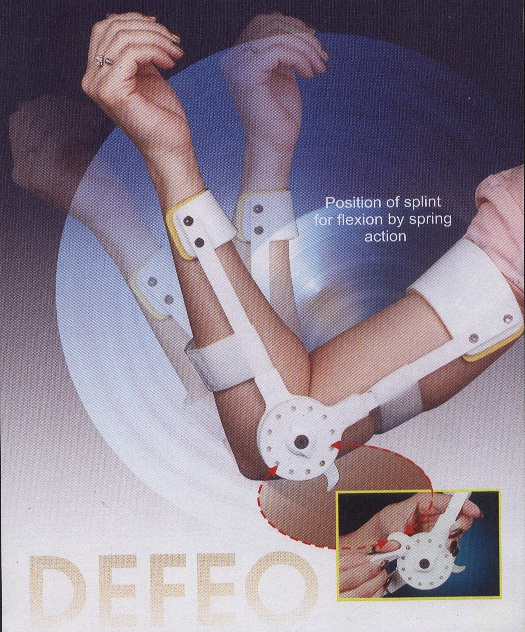 Position of splint
for flexion by spring
action
DEFEO